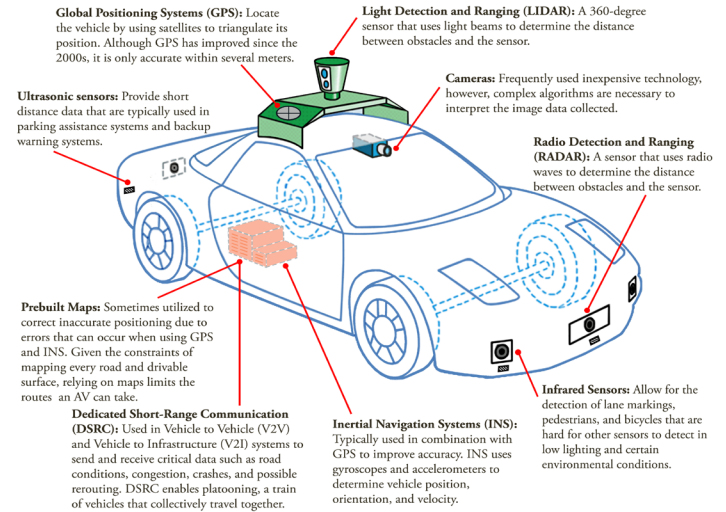 Global Positioning Systems (GPS): Locate
the vehicle by using satellites to triangulate its
position. Although GPS has improved since the
2000s, it is only accurate within several meters.
Light Detection and Ranging (LIDAR): A 360-degree
sensor that uses light beams to determine the distance
between obstacles and the sensor.
Cameras: Frequently used inexpensive technology,
however, complex algorithms are necessary to
interpret the image data collected.
Ultrasonic sensors: Provide short
distance data that are typically used in
parking assistance systems and backup
warning systems.
Radio Detection and Ranging
(RADAR): A sensor that uses radio
waves to determine the distance
between obstacles and the sensor.
Prebuilt Maps: Sometimes utilized to
correct inaccurate positioning due to
errors that can occur when using GPS
and INS. Given the constraints of
mapping every road and drivable
surface, relying on maps limits the
routes an AV can take.
Dedicated Short-Range Communication
(DSRC): Used in Vehicle to Vehicle (V2V)
and Vehicle to Infrastructure (V2I) systems to
send and receive critical data such as road
conditions, congestion, crashes, and possible
rerouting. DSRC enables platooning, a train
of vehicles that collectively travel together.
Inertial Navigation Systems (INS):
Typically used in combination with
GPS to improve accuracy. INS uses
gyroscopes and accelerometers to
determine vehicle position,
orientation, and velocity.
Infrared Sensors: Allow for the
detection of lane markings,
pedestrians, and bicycles that are
hard for other sensors to detect in
low lighting and certain
environmental conditions.